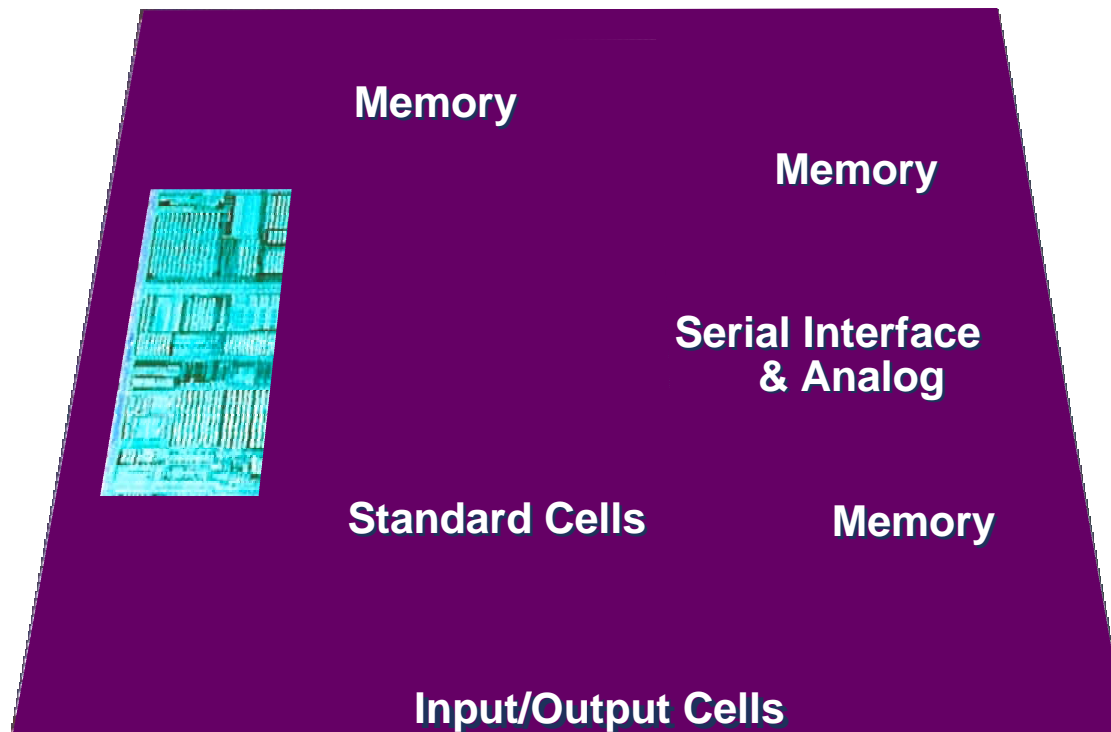 Memory
Memory
Serial Interface
& Analog
Standard Cells
Memory
Input/Output Cells